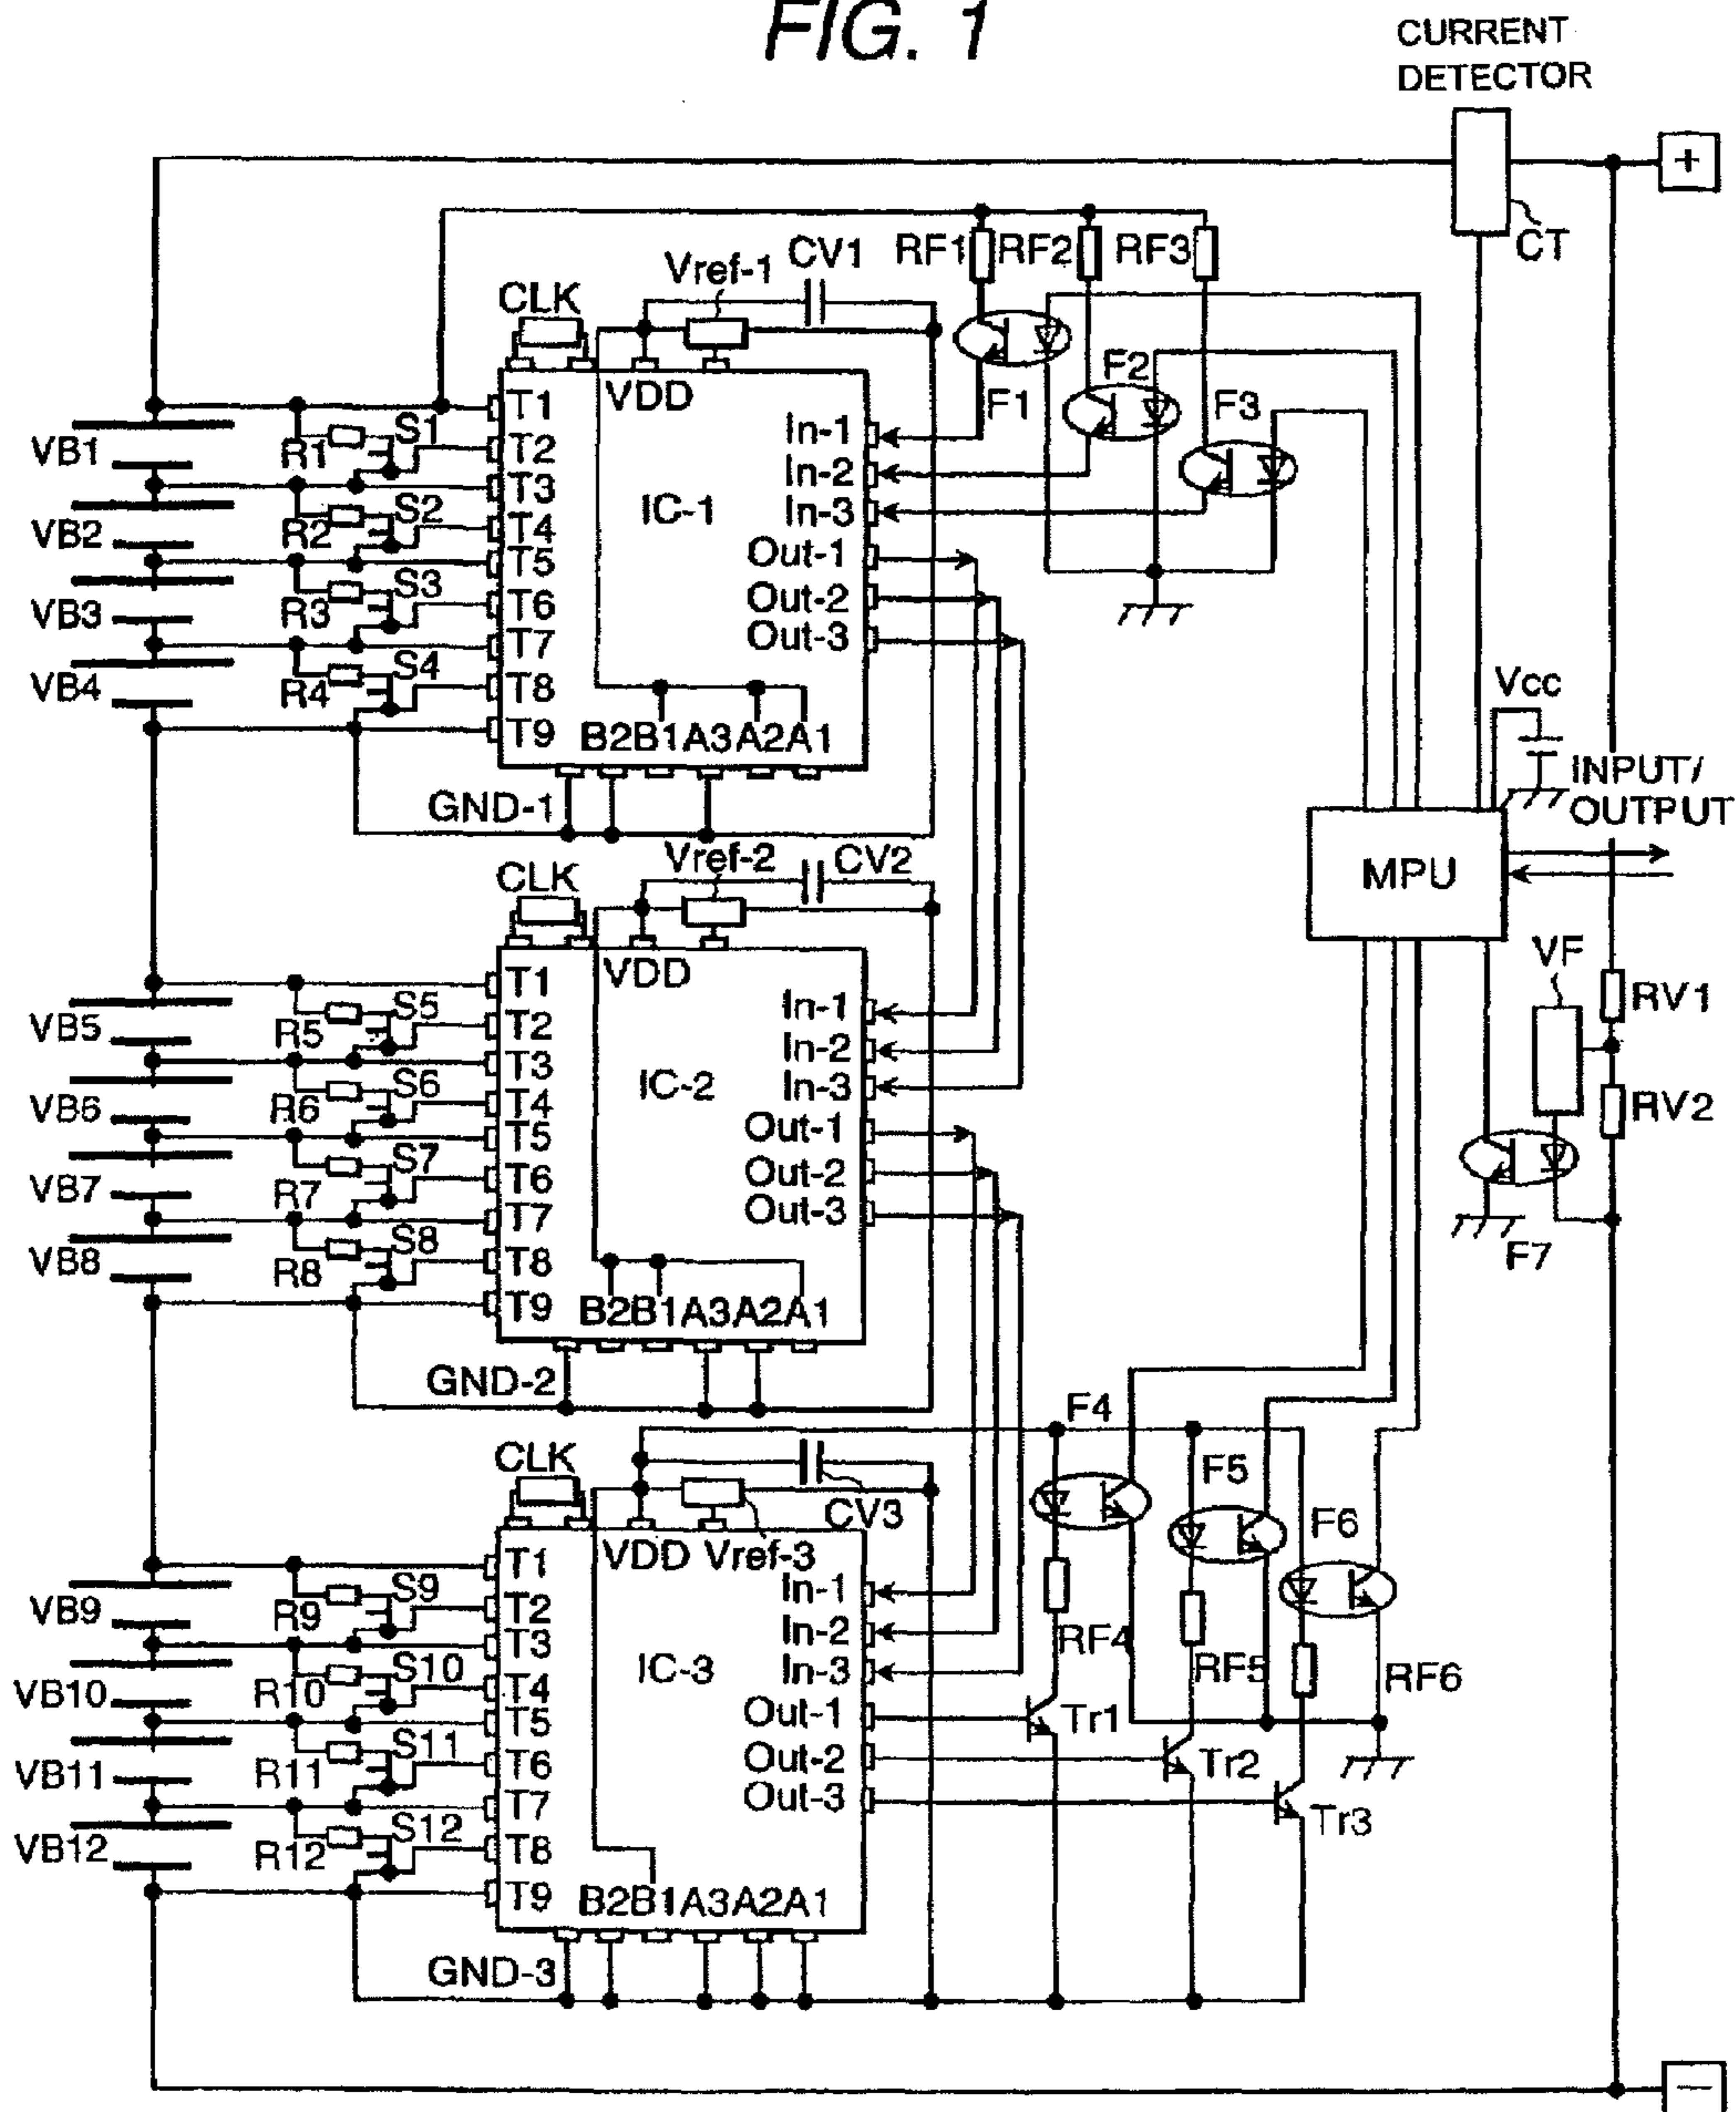 FIG. 1
CURRENT
DETECTOR
+
CT
RF1 RF2 RF3
CV1
Vref-1
CLK
VDD
F1
F2
F3
T1
T2
T3
T4
T5
T6
T7
T8
T9
IC-1
In-1
In-2
In-3
Out-1
Out-2
Out-3
B2B1A3A2A1
GND-1
VB1
VB2
VB3
VB4
R1
S1
R2
S2
R3
S3
R4
S4
Vcc
INPUT/
OUTPUT
MPU
VF
RV1
RV2
F7
Vref-2
CV2
CLK
VDD
T1
T2
T3
T4
T5
T6
T7
T8
T9
IC-2
In-1
In-2
In-3
Out-1
Out-2
Out-3
B2B1A3A2A1
GND-2
VB5
VB6
VB7
VB8
R5
S5
R6
S6
R7
S7
R8
S8
CLK
CV3
VDD Vref-3
T1
T2
T3
T4
T5
T6
T7
T8
T9
IC-3
In-1
In-2
In-3
Out-1
Out-2
Out-3
B2B1A3A2A1
GND-3
VB9
VB10
VB11
VB12
R9
S9
R10
S10
R11
S11
R12
S12
F4
F5
F6
RF4
RF5
RF6
Tr1
Tr2
Tr3
−